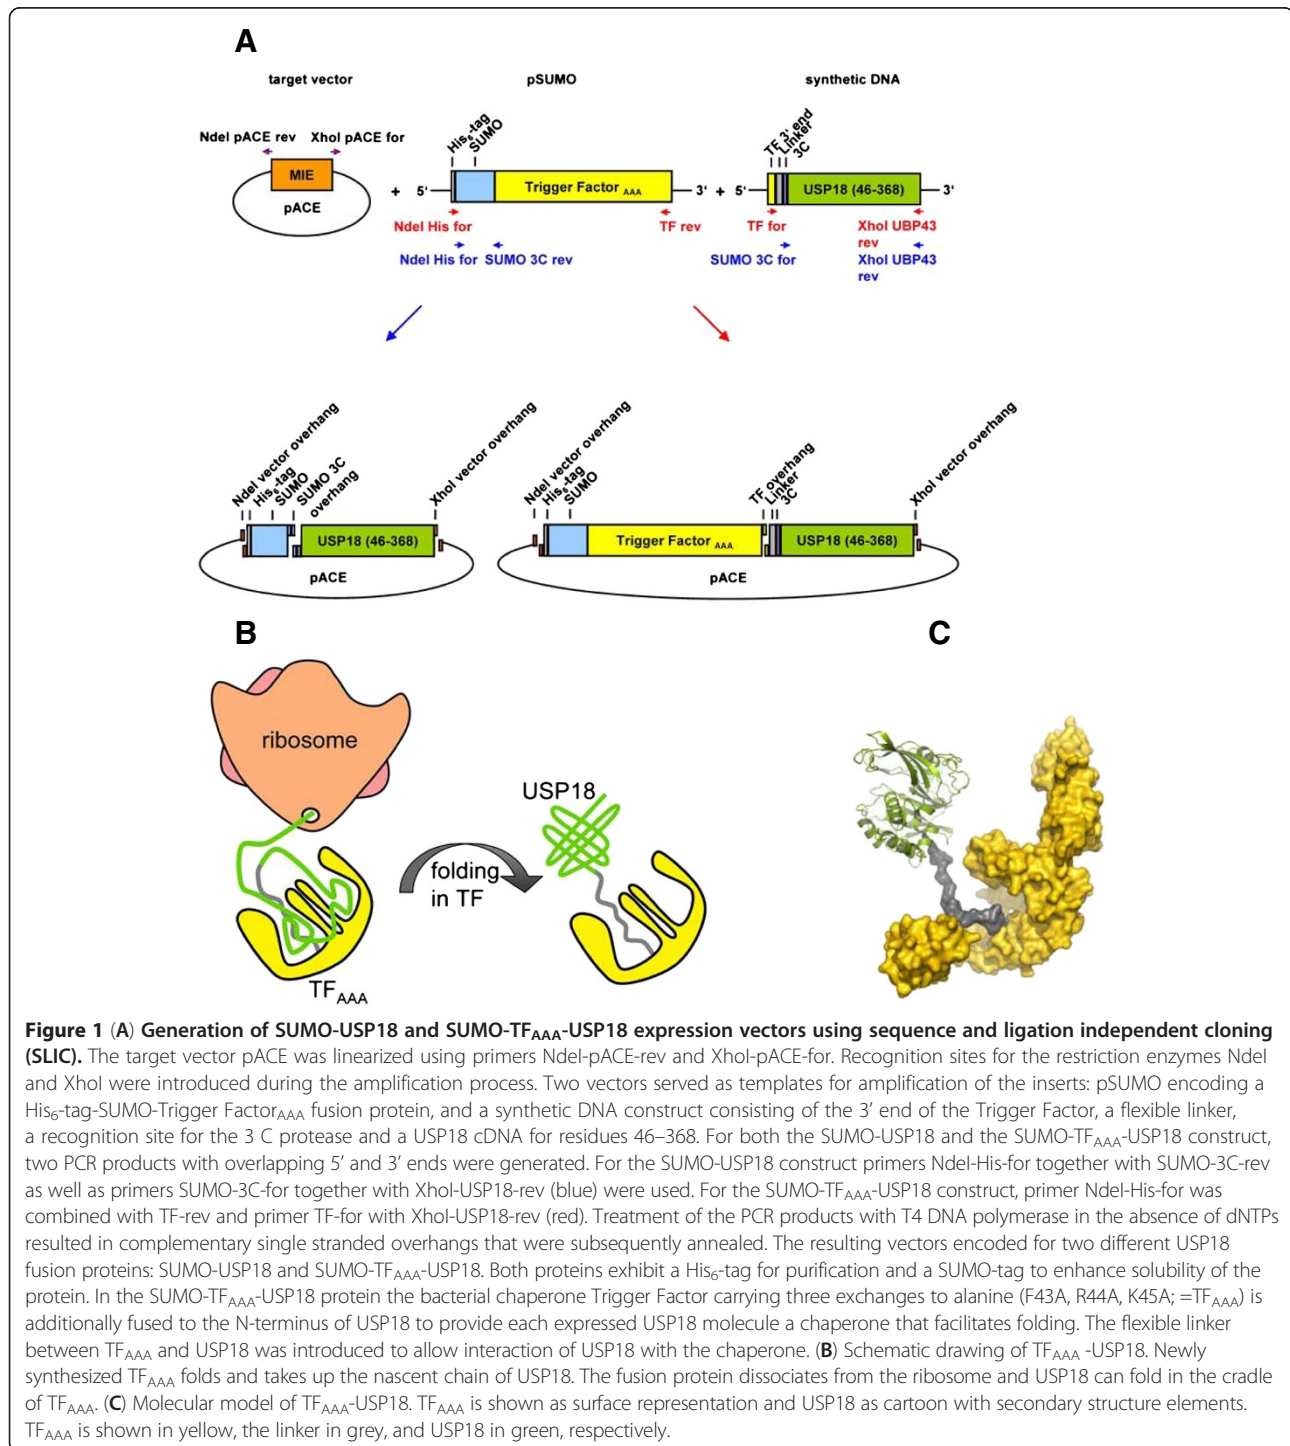 A
target vector
pSUMO
synthetic DNA
NdeI pACE rev
XhoI pACE for
MIE
pACE
+
5‘
His6-tag
SUMO
Trigger Factor AAA
3‘
+
5‘
TF 3‘ end
Linker
3C
USP18 (46-368)
3‘
NdeI His for
TF rev
TF for
XhoI UBP43
rev
NdeI His for
SUMO 3C rev
SUMO 3C for
XhoI UBP43
rev
NdeI vector overhang
His6-tag
SUMO
SUMO 3C
overhang
XhoI vector overhang
USP18 (46-368)
pACE
NdeI vector overhang
His6-tag
SUMO
TF overhang
Linker
3C
XhoI vector overhang
Trigger Factor AAA
USP18 (46-368)
pACE
B
ribosome
TFAAA
folding
in TF
USP18
C
Figure 1 (A) Generation of SUMO-USP18 and SUMO-TFAAA-USP18 expression vectors using sequence and ligation independent cloning
(SLIC). The target vector pACE was linearized using primers NdeI-pACE-rev and XhoI-pACE-for. Recognition sites for the restriction enzymes NdeI
and XhoI were introduced during the amplification process. Two vectors served as templates for amplification of the inserts: pSUMO encoding a
His6-tag-SUMO-Trigger FactorAAA fusion protein, and a synthetic DNA construct consisting of the 3′ end of the Trigger Factor, a flexible linker,
a recognition site for the 3 C protease and a USP18 cDNA for residues 46–368. For both the SUMO-USP18 and the SUMO-TFAAA-USP18 construct,
two PCR products with overlapping 5′ and 3′ ends were generated. For the SUMO-USP18 construct primers NdeI-His-for together with SUMO-3C-rev
as well as primers SUMO-3C-for together with XhoI-USP18-rev (blue) were used. For the SUMO-TFAAA-USP18 construct, primer NdeI-His-for was
combined with TF-rev and primer TF-for with XhoI-USP18-rev (red). Treatment of the PCR products with T4 DNA polymerase in the absence of dNTPs
resulted in complementary single stranded overhangs that were subsequently annealed. The resulting vectors encoded for two different USP18
fusion proteins: SUMO-USP18 and SUMO-TFAAA-USP18. Both proteins exhibit a His6-tag for purification and a SUMO-tag to enhance solubility of the
protein. In the SUMO-TFAAA-USP18 protein the bacterial chaperone Trigger Factor carrying three exchanges to alanine (F43A, R44A, K45A; =TFAAA) is
additionally fused to the N-terminus of USP18 to provide each expressed USP18 molecule a chaperone that facilitates folding. The flexible linker
between TFAAA and USP18 was introduced to allow interaction of USP18 with the chaperone. (B) Schematic drawing of TFAAA -USP18. Newly
synthesized TFAAA folds and takes up the nascent chain of USP18. The fusion protein dissociates from the ribosome and USP18 can fold in the cradle
of TFAAA. (C) Molecular model of TFAAA-USP18. TFAAA is shown as surface representation and USP18 as cartoon with secondary structure elements.
TFAAA is shown in yellow, the linker in grey, and USP18 in green, respectively.